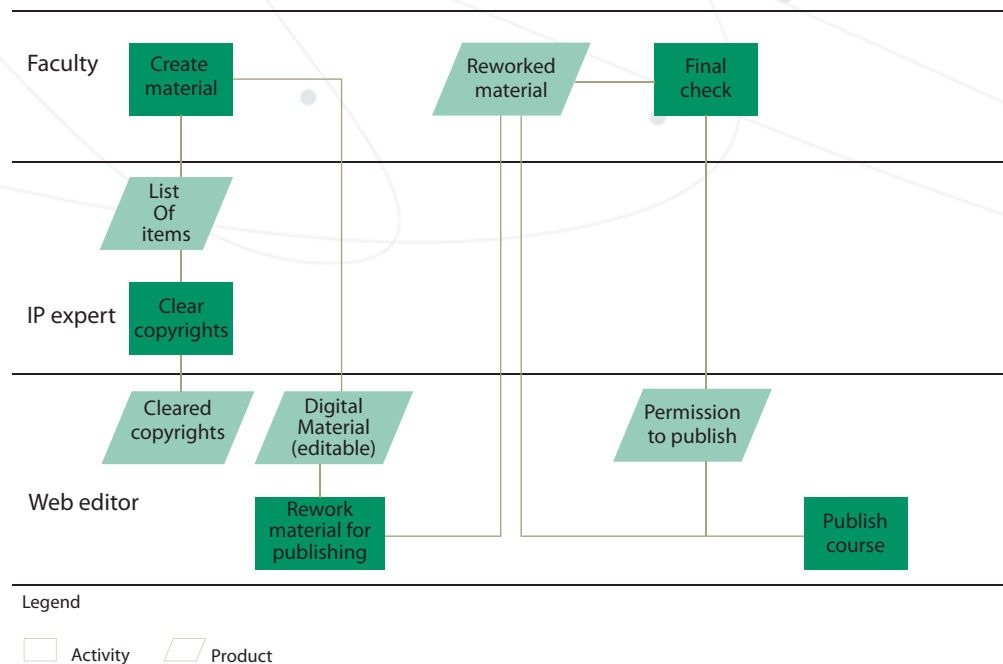 Faculty
Create
material
Reworked
material
Final
check
List
Of
items
IP expert
Clear
copyrights
Cleared
copyrights
Digital
Material
(editable)
Permission
to publish
Web editor
Rework
material for
publishing
Publish
course
Legend
Activity
Product